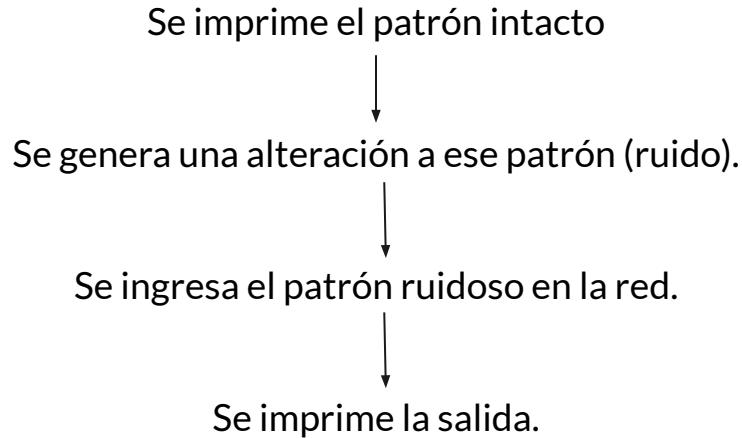 Se imprime el patrón intacto
Se genera una alteración a ese patrón (ruido).
Se ingresa el patrón ruidoso en la red.
Se imprime la salida.